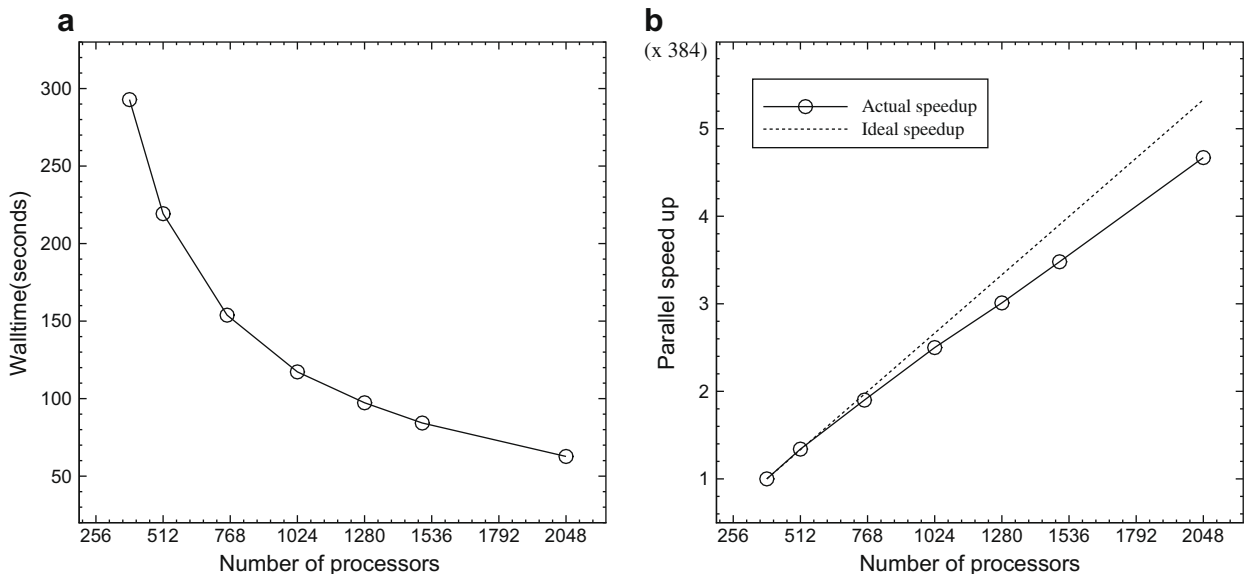 a
300
250
200
150
100
50
Walltime(seconds)
256 512 768 1024 1280 1536 1792 2048
Number of processors
b
(x 384)
Actual speedup
Ideal speedup
5
4
3
2
1
Parallel speed up
256 512 768 1024 1280 1536 1792 2048
Number of processors